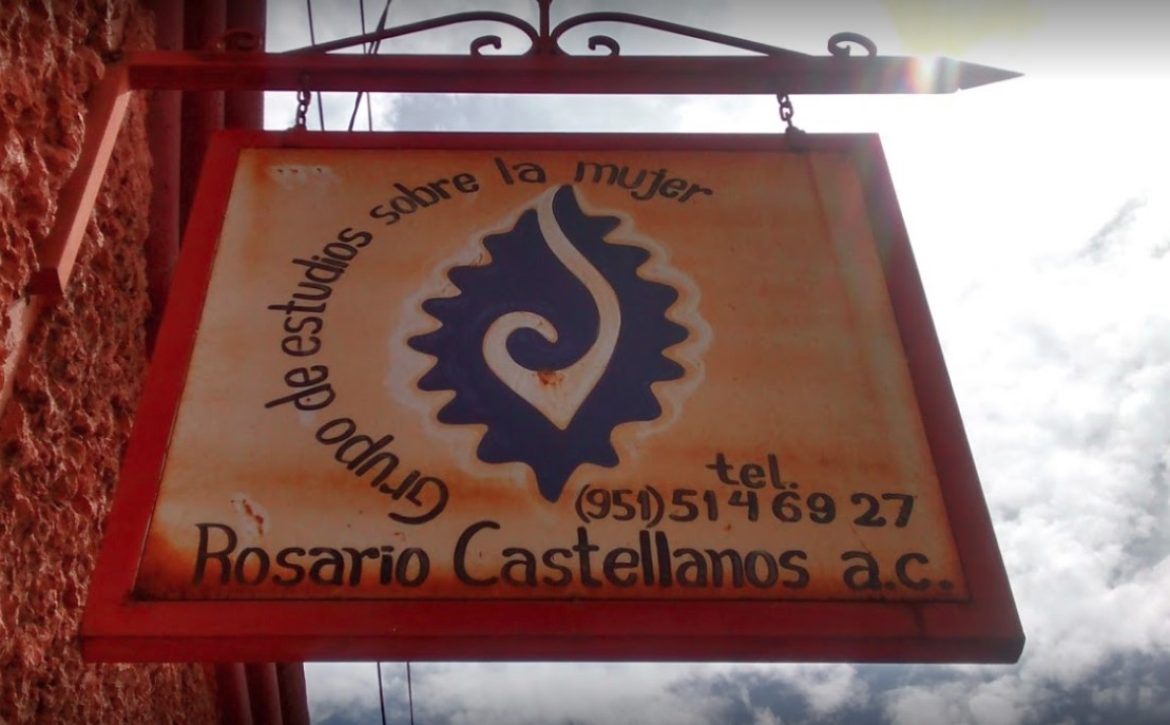 Grupo de estudios sobre la mujer
tel.
(951) 514 69 27
Rosario Castellanos a.c.